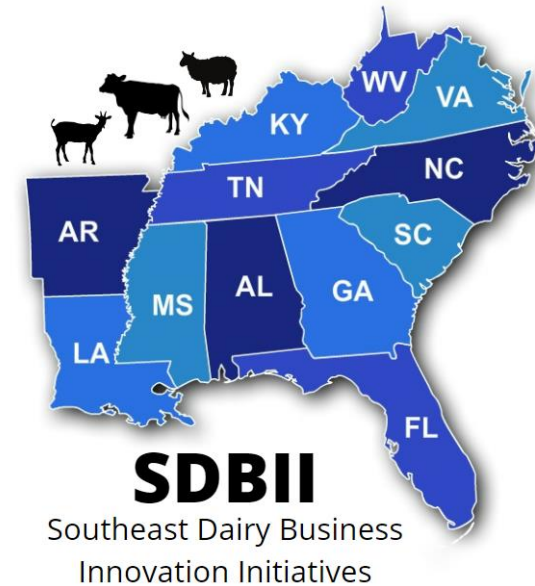 WV
VA
KY
NC
TN
SC
AR
MS
AL
GA
LA
FL
SDBII
Southeast Dairy Business
Innovation Initiatives